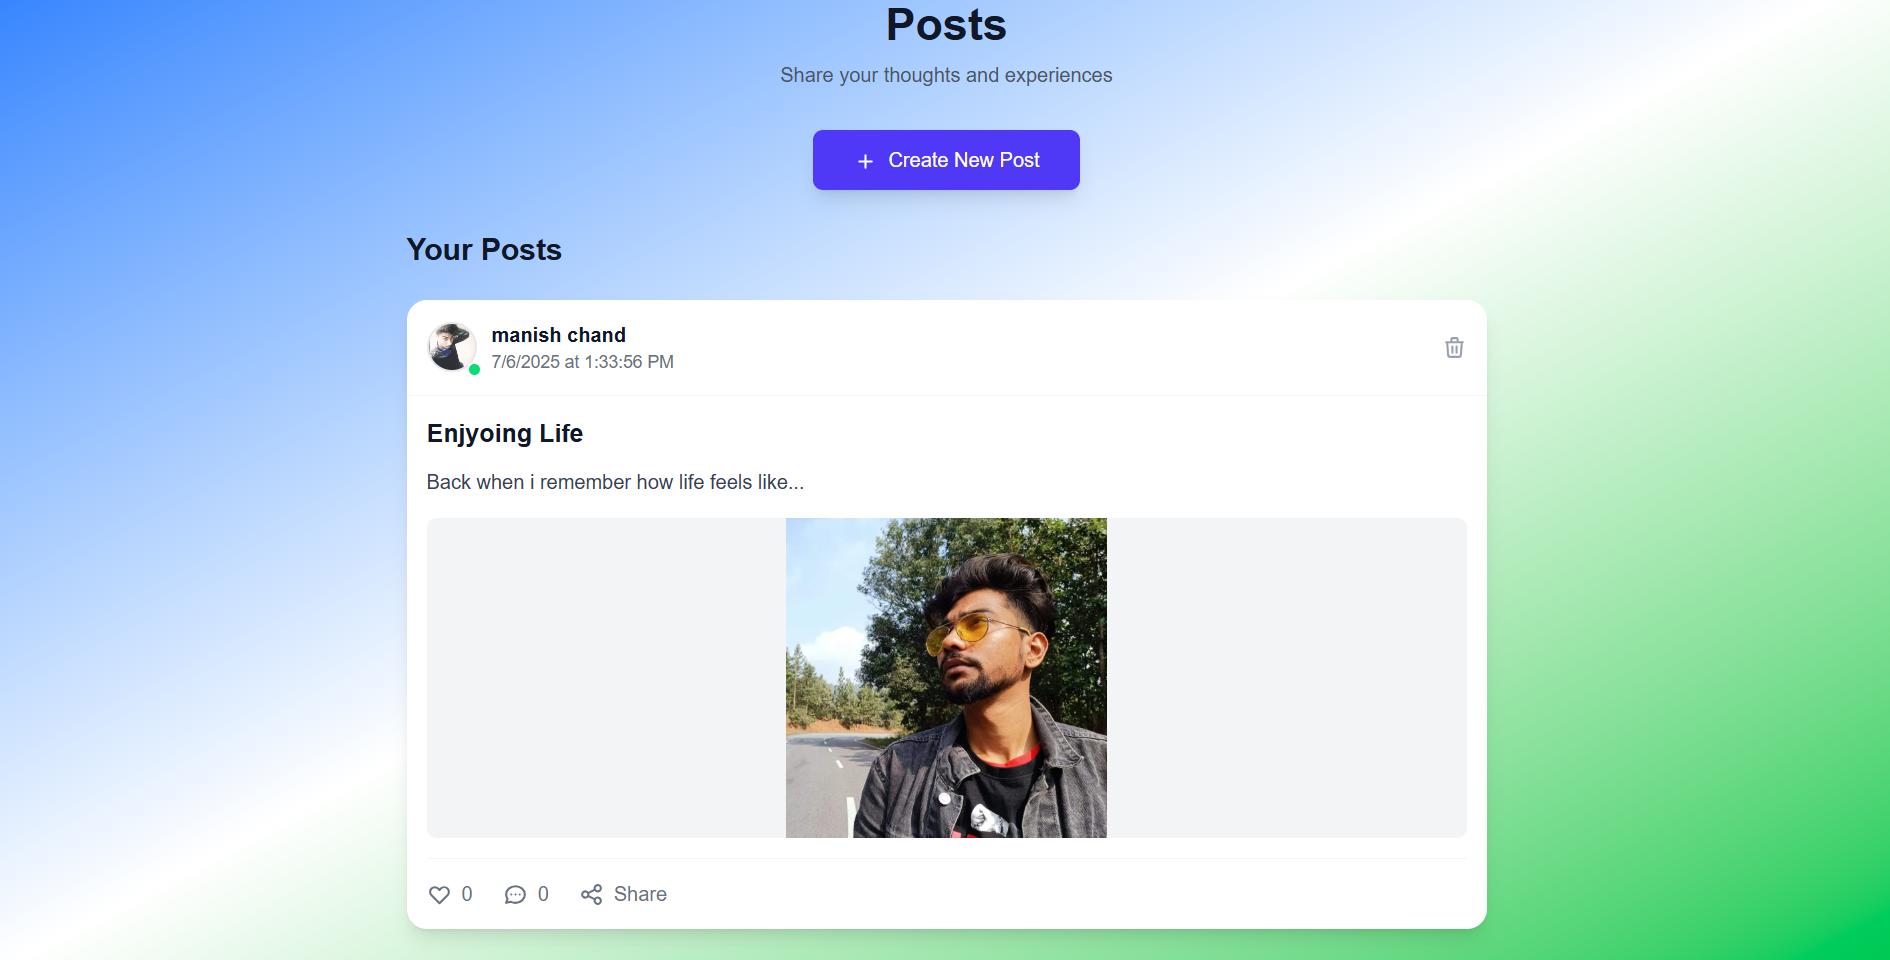 Posts
Share your thoughts and experiences
Create New Post
Your Posts
manish chand
7/6/2025 at 1:33:56 PM
Enjyoing Life
Back when i remember how life feels like...
0
0
Share